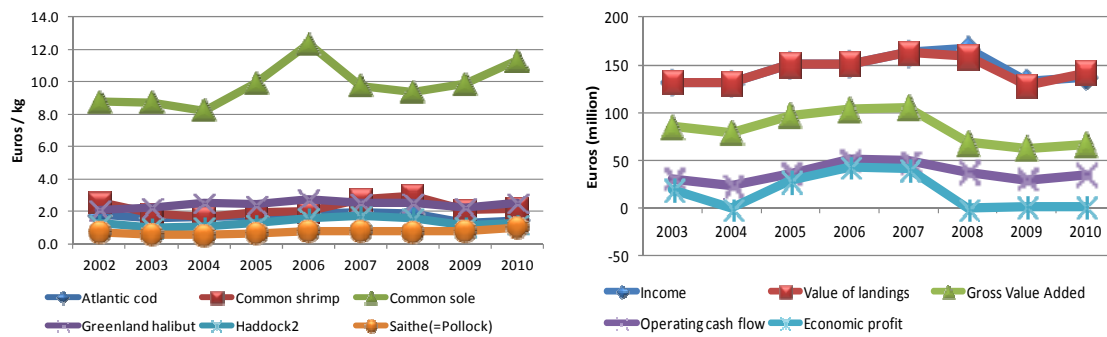 14.0
12.0
10.0
8.0
6.0
4.0
2.0
0.0
Euros / kg
2002 2003 2004 2005 2006 2007 2008 2009 2010
Atlantic cod Common shrimp Common sole
Greenland halibut Haddock2 Saithe(=Pollock)
200
150
100
50
0
-50
Euros (million)
2003 2004 2005 2006 2007 2008 2009 2010
Income Value of landings Gross Value Added
Operating cash flow Economic profit